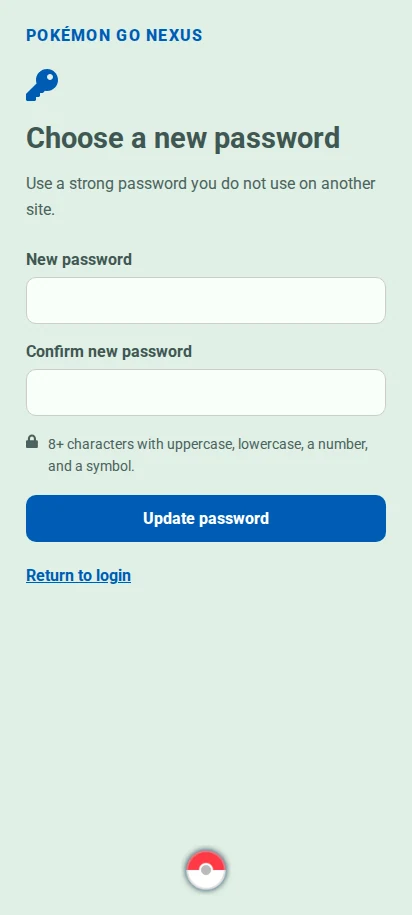 POKÉMON GO NEXUS
Choose a new password
Use a strong password you do not use on another
site.
New password
Confirm new password
8+ characters with uppercase, lowercase, a number,
and a symbol.
Update password
Return to login